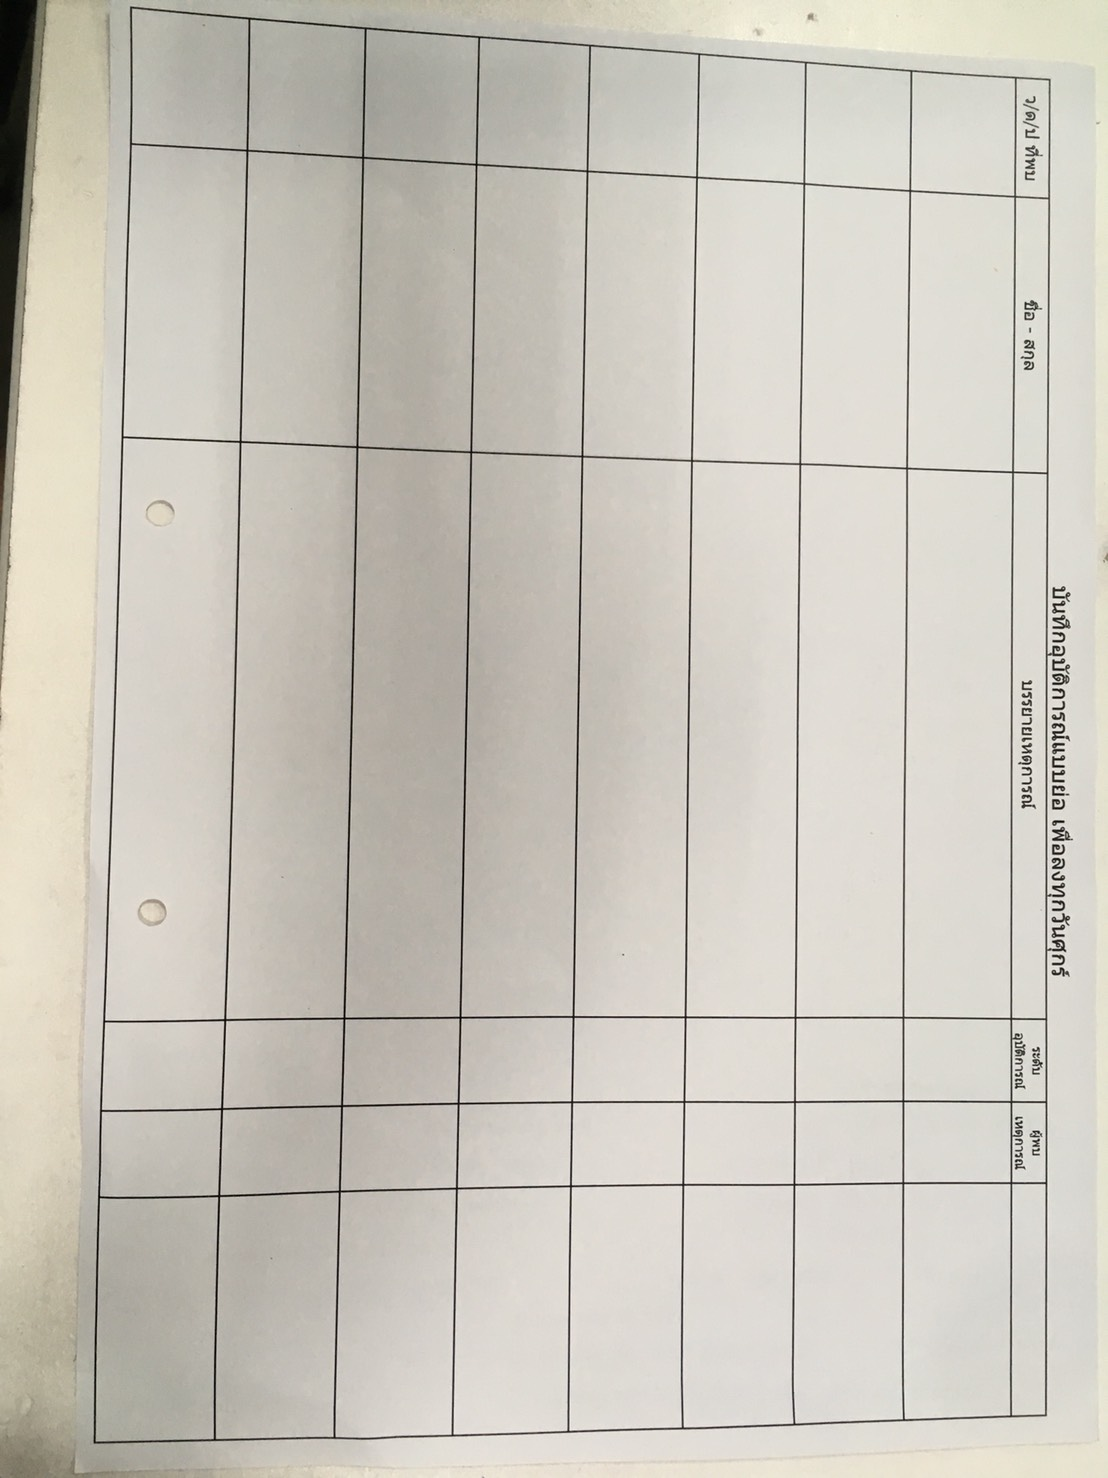 บันทึกอุบัติการณ์แบบย่อ เพื่อลงทุกวันศุกร์
ว/ด/ป ที่พบ
ชื่อ - สกุล
บรรยายเหตุการณ์
ระดับ
อุบัติการณ์
ผู้พบ
เหตุการณ์